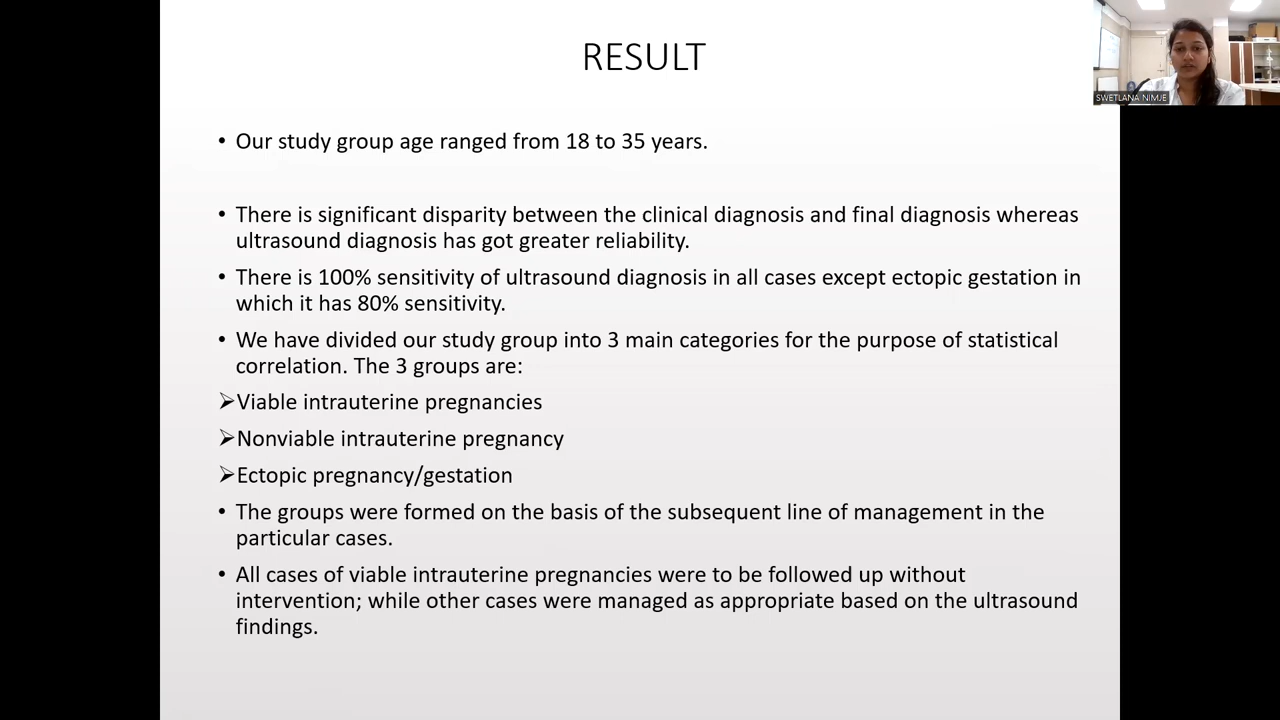 RESULT
SWETLANA NIMJE
• Our study group age ranged from 18 to 35 years.
• There is significant disparity between the clinical diagnosis and final diagnosis whereas
ultrasound diagnosis has got greater reliability.
• There is 100% sensitivity of ultrasound diagnosis in all cases except ectopic gestation in
which it has 80% sensitivity.
• We have divided our study group into 3 main categories for the purpose of statistical
correlation. The 3 groups are:
➢Viable intrauterine pregnancies
➢Nonviable intrauterine pregnancy
➢Ectopic pregnancy/gestation
• The groups were formed on the basis of the subsequent line of management in the
particular cases.
• All cases of viable intrauterine pregnancies were to be followed up without
intervention; while other cases were managed as appropriate based on the ultrasound
findings.